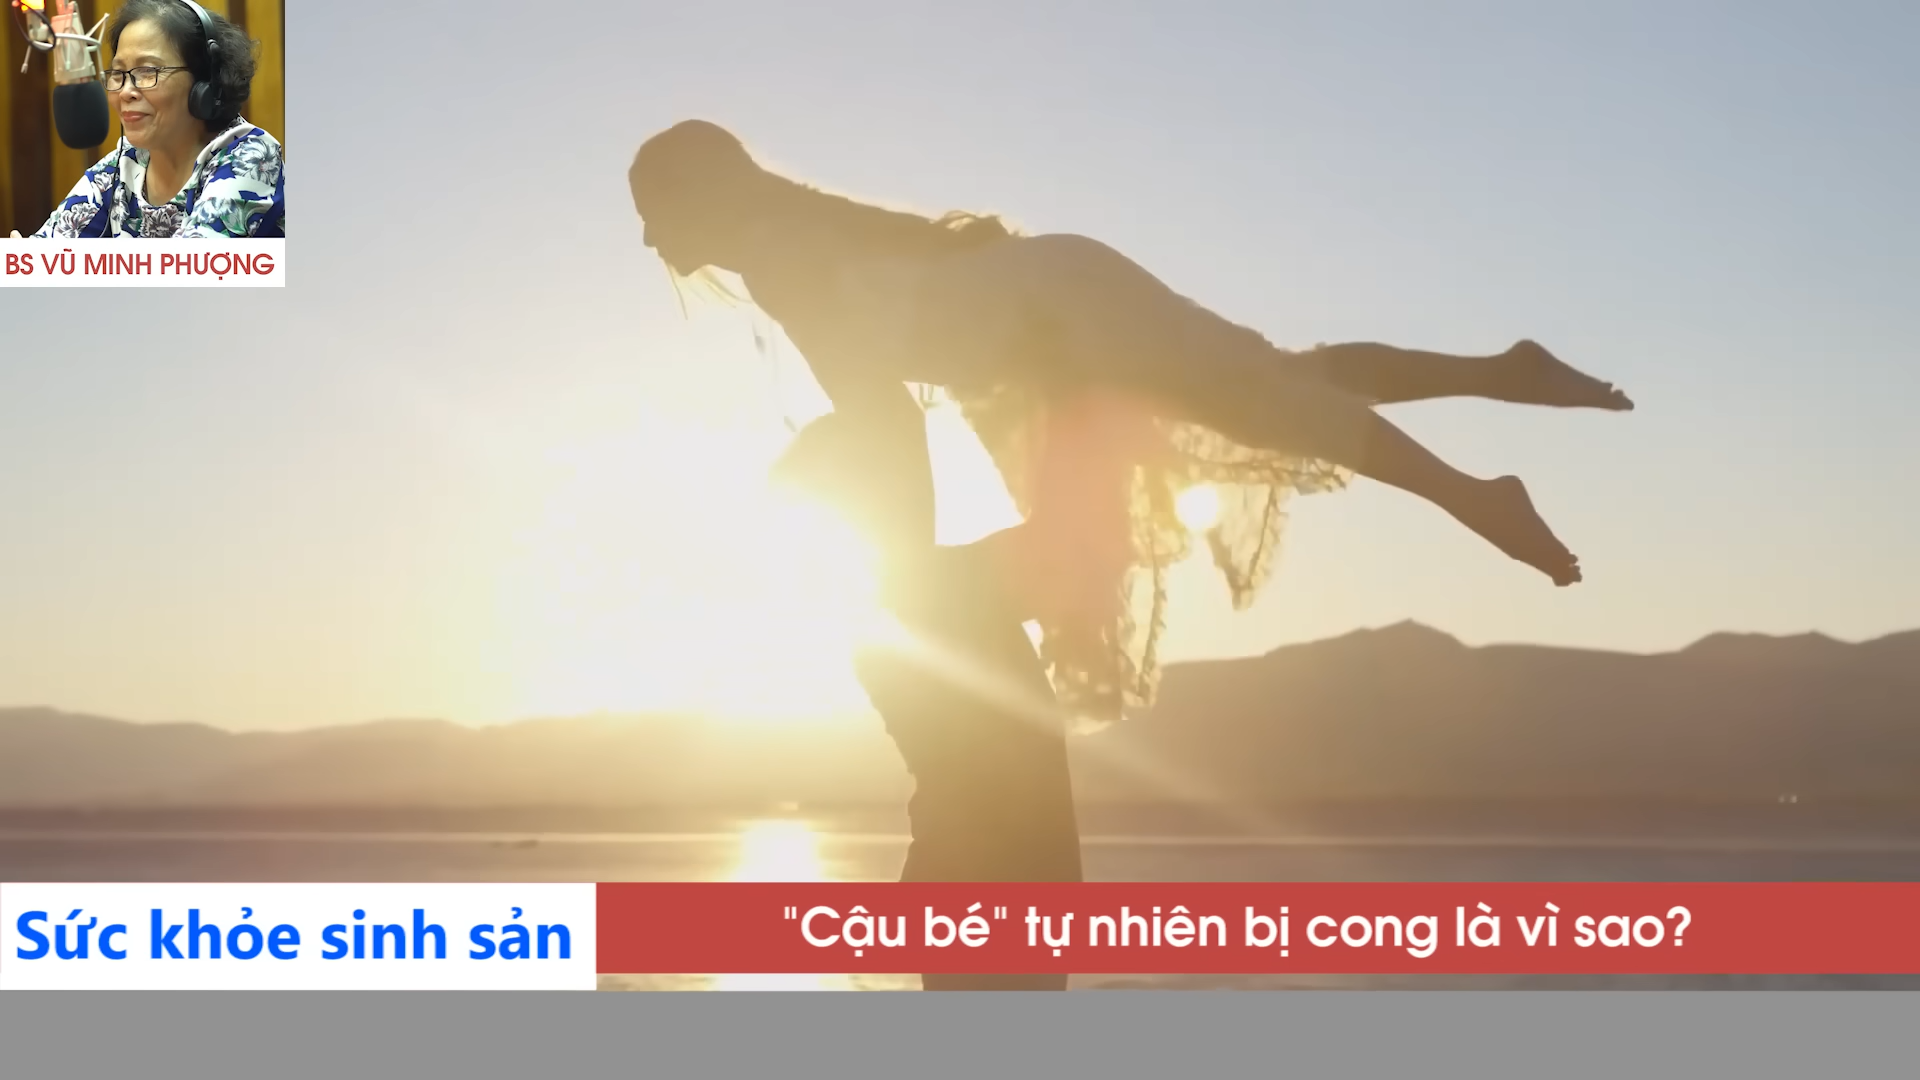 BS VŨ MINH PHƯỢNG
Sức khỏe sinh sản
"Cậu bé" tự nhiên bị cong là vì sao?